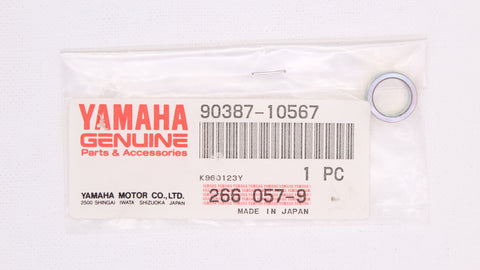 YAMAHA
GENUINE
Parts & Accessories
90387-10567
K960123Y
1 PC
YAMAHA MOTOR CO., LTD.
2500 SHINGAI IWATA SHIZUOKA JAPAN
266 057-9
MADE IN JAPAN